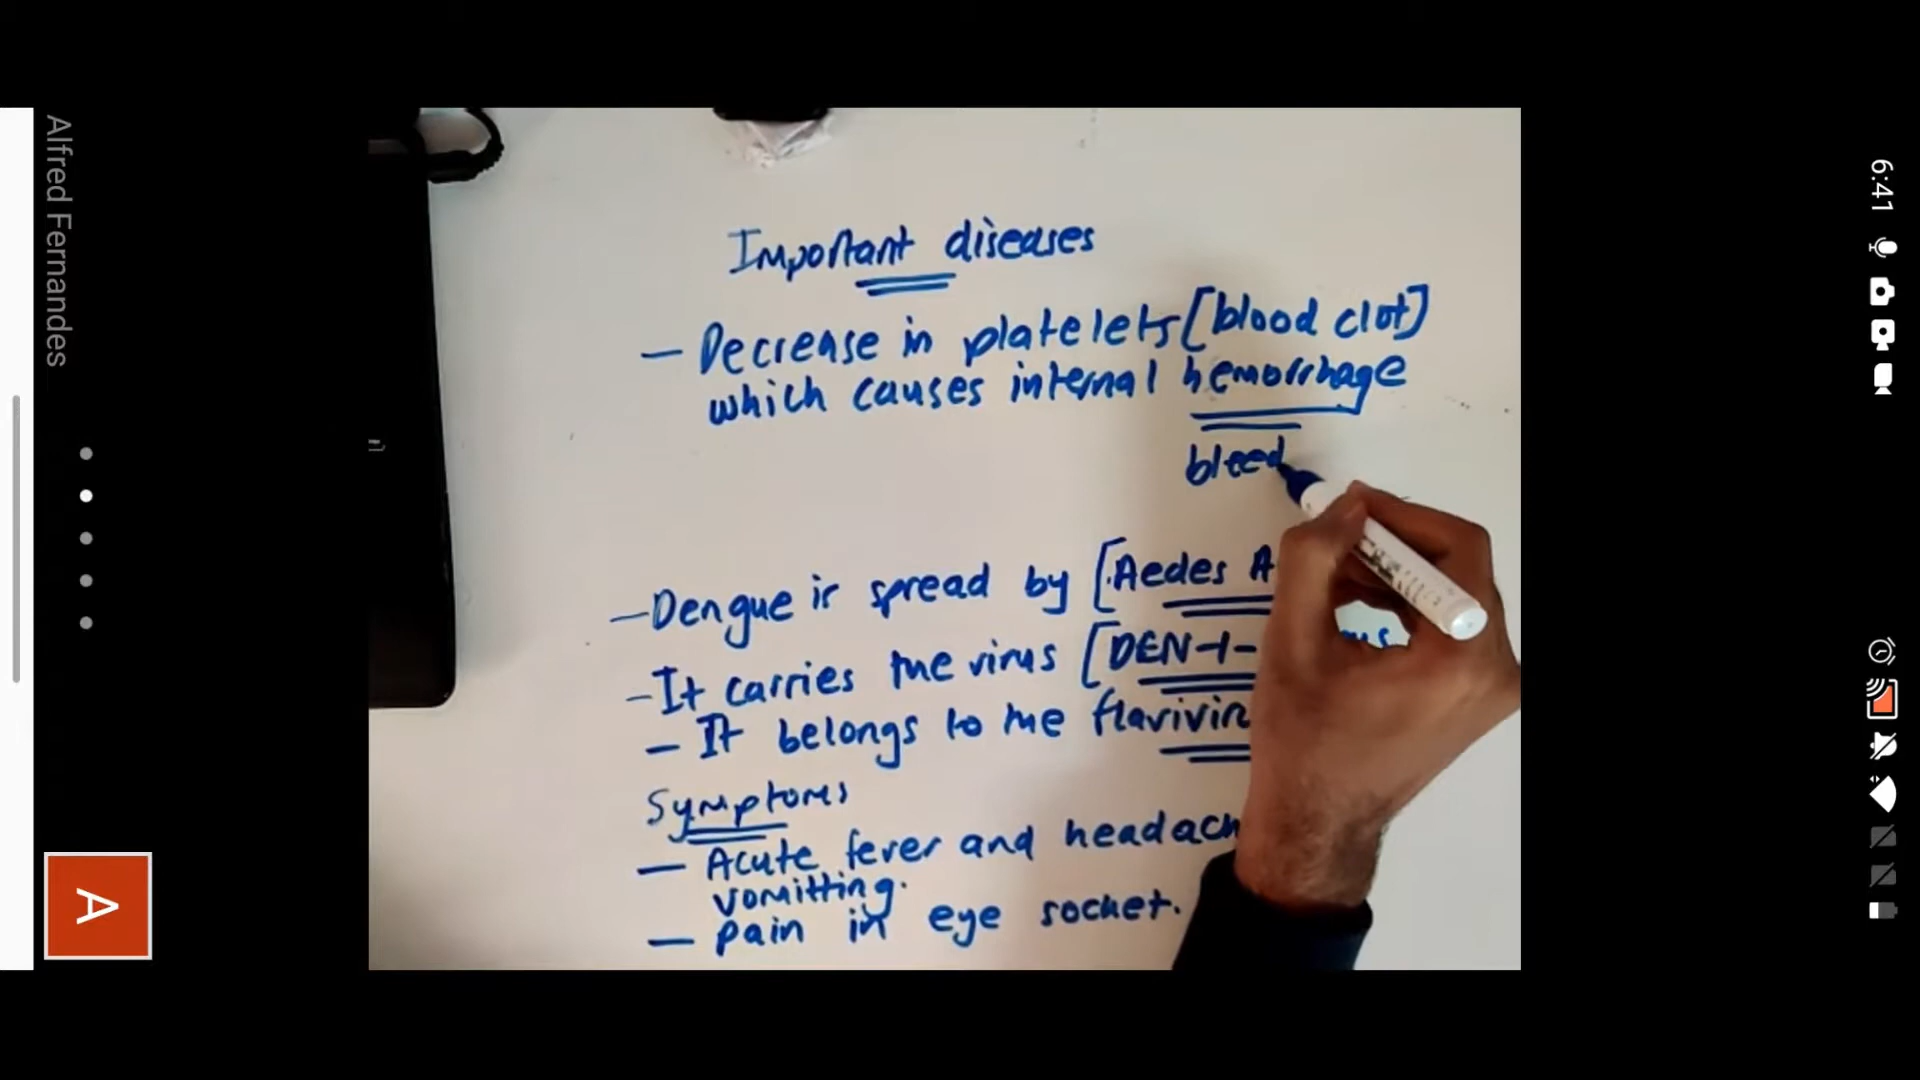 Alfred Fernandes
6:41
Important diseases
- Decrease in platelets [blood clot]
which causes internal hemorrhage
bleed
- Dengue is spread by [Aedes A
- It carries the virus [DEN-1-
- It belongs to the flavivir
Symptoms
- Acute fever and headach
vomitting.
- pain in eye socket.
A